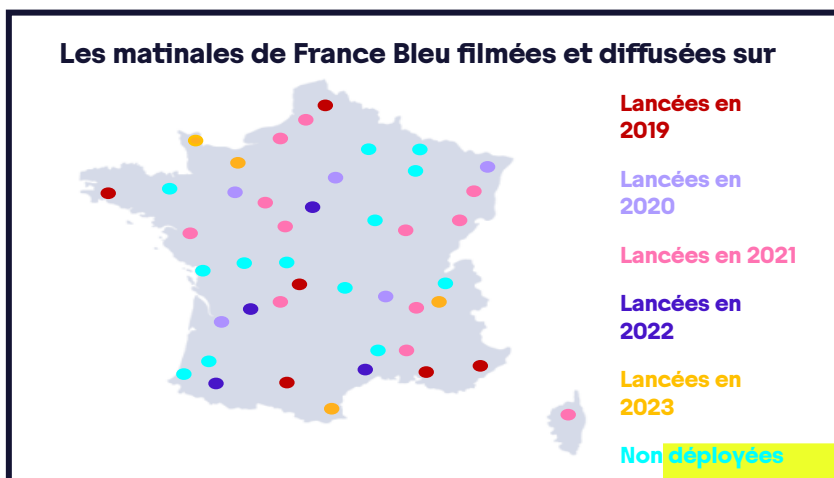 Les matinales de France Bleu filmées et diffusées sur
Lancées en
2019
Lancées en
2020
Lancées en 2021
Lancées en
2022
Lancées en
2023
Non déployées